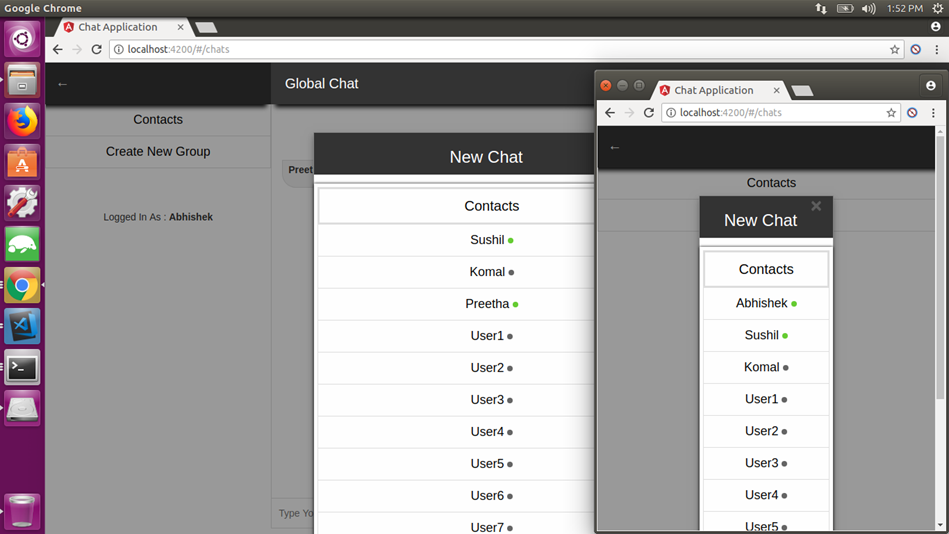 Google Chrome
1:52 PM
Chat Application
localhost:4200/#/chats
←
Global Chat
Contacts
Create New Group
Logged In As : Abhishek
Preet
Type Yo
New Chat
Contacts
Sushil
Komal
Preetha
User1
User2
User3
User4
User5
User6
User7
Chat Application
localhost:4200/#/chats
←
Contacts
New Chat
Contacts
Abhishek
Sushil
Komal
User1
User2
User3
User4
User5